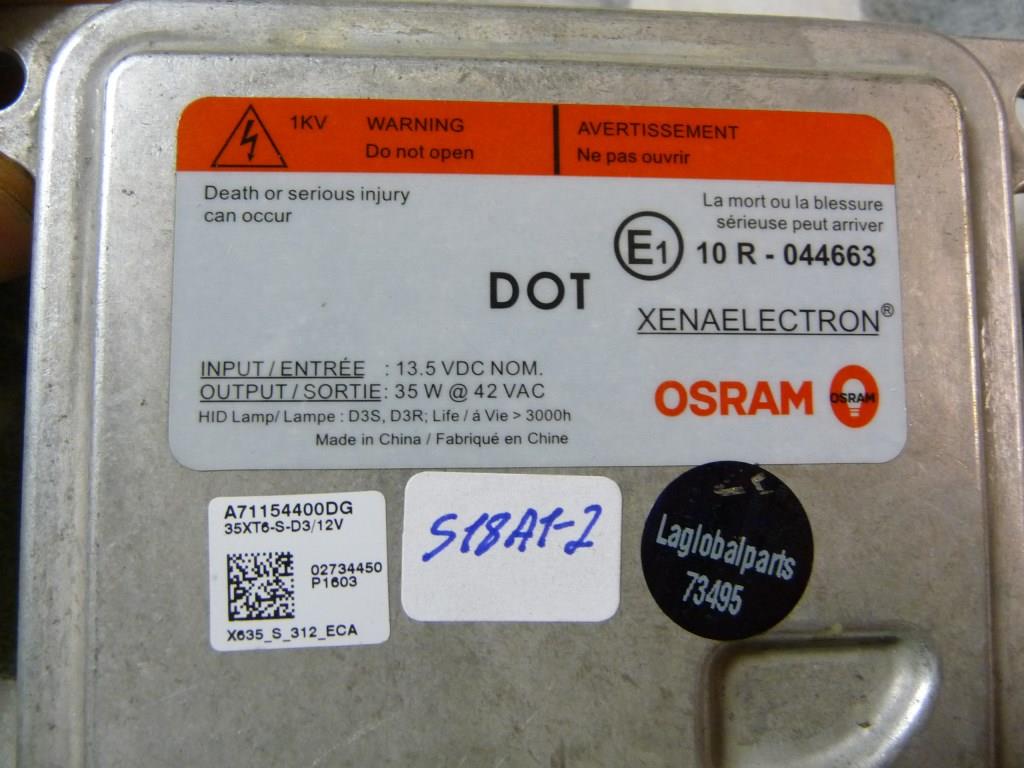 1KV
WARNING
Do not open
AVERTISSEMENT
Ne pas ouvrir
Death or serious injury
can occur
La mort ou la blessure
sérieuse peut arriver
E1 10 R - 044663
DOT
XENAELECTRON®
INPUT / ENTRÉE : 13.5 VDC NOM.
OUTPUT / SORTIE : 35 W @ 42 VAC
HID Lamp/ Lampe : D3S, D3R; Life / á Vie > 3000h
Made in China / Fabriqué en Chine
OSRAM
OSRAM
A71154400DG
35XT6-S-D3/12V
02734450
P1603
X635_S_312_ECA
S18A1-2
Laglobalparts
73495